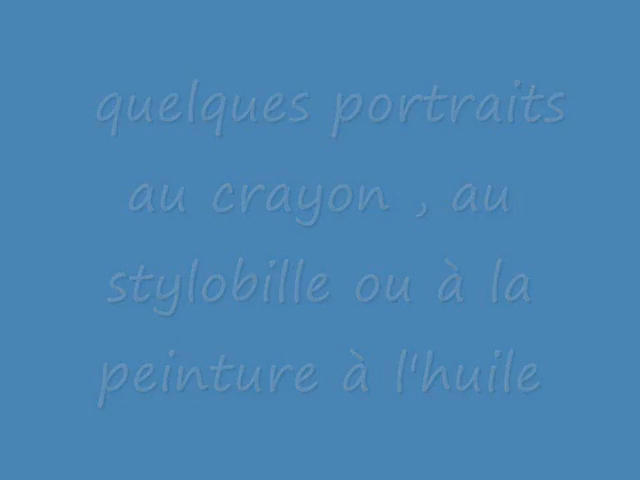 quelques portraits
au crayon , au
stylobille ou à la
peinture à l'huile